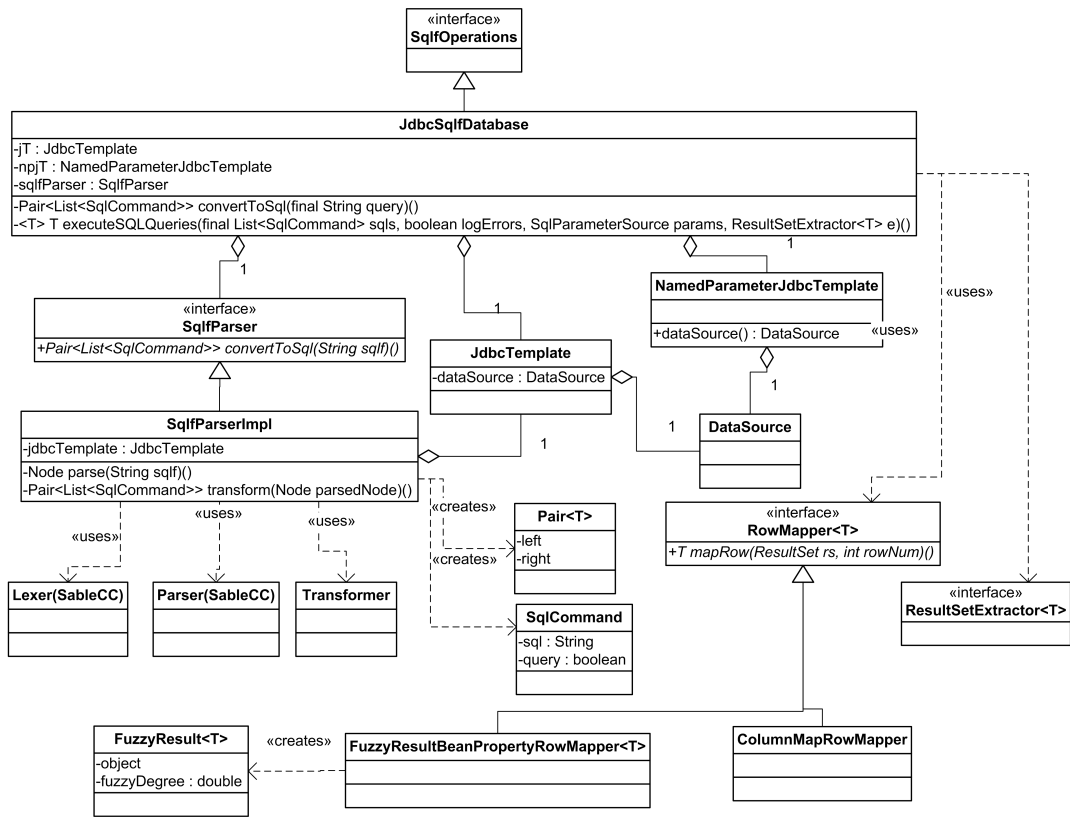 «interface»
SqlfOperations
JdbcSqlfDatabase
-jT : JdbcTemplate
-npjT : NamedParameterJdbcTemplate
-sqlfParser : SqlfParser
-Pair<List<SqlCommand>> convertToSql(final String query)()
-<T> T executeSQLQueries(final List<SqlCommand> sqls, boolean logErrors, SqlParameterSource params, ResultSetExtractor<T> e)()
1
1
1
«uses»
«uses»
«interface»
SqlfParser
+Pair<List<SqlCommand>> convertToSql(String sqlf)()
NamedParameterJdbcTemplate
+dataSource() : DataSource
JdbcTemplate
-dataSource : DataSource
1
1
1
SqlfParserImpl
-jdbcTemplate : JdbcTemplate
-Node parse(String sqlf)()
-Pair<List<SqlCommand>> transform(Node parsedNode)()
DataSource
«uses»
«uses»
«uses»
«creates»
«creates»
Pair<T>
-left
-right
«interface»
RowMapper<T>
+T mapRow(ResultSet rs, int rowNum)()
Lexer(SableCC)
Parser(SableCC)
Transformer
«interface»
ResultSetExtractor<T>
SqlCommand
-sql : String
-query : boolean
FuzzyResult<T>
-object
-fuzzyDegree : double
«creates»
FuzzyResultBeanPropertyRowMapper<T>
ColumnMapRowMapper